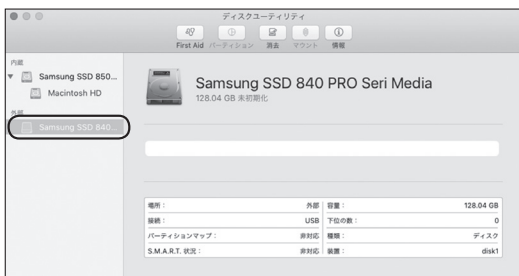 ディスクユーティリティ
First Aid パーティション 消去 マウント 情報
内蔵
Samsung SSD 850...
Macintosh HD
外部
Samsung SSD 840...
Samsung SSD 840 PRO Seri Media
128.04 GB 未初期化
場所： 外部 容量： 128.04 GB
接続： USB 下位の数： 0
パーティションマップ： 非対応 種類： ディスク
S.M.A.R.T. 状況： 非対応 装置： disk1